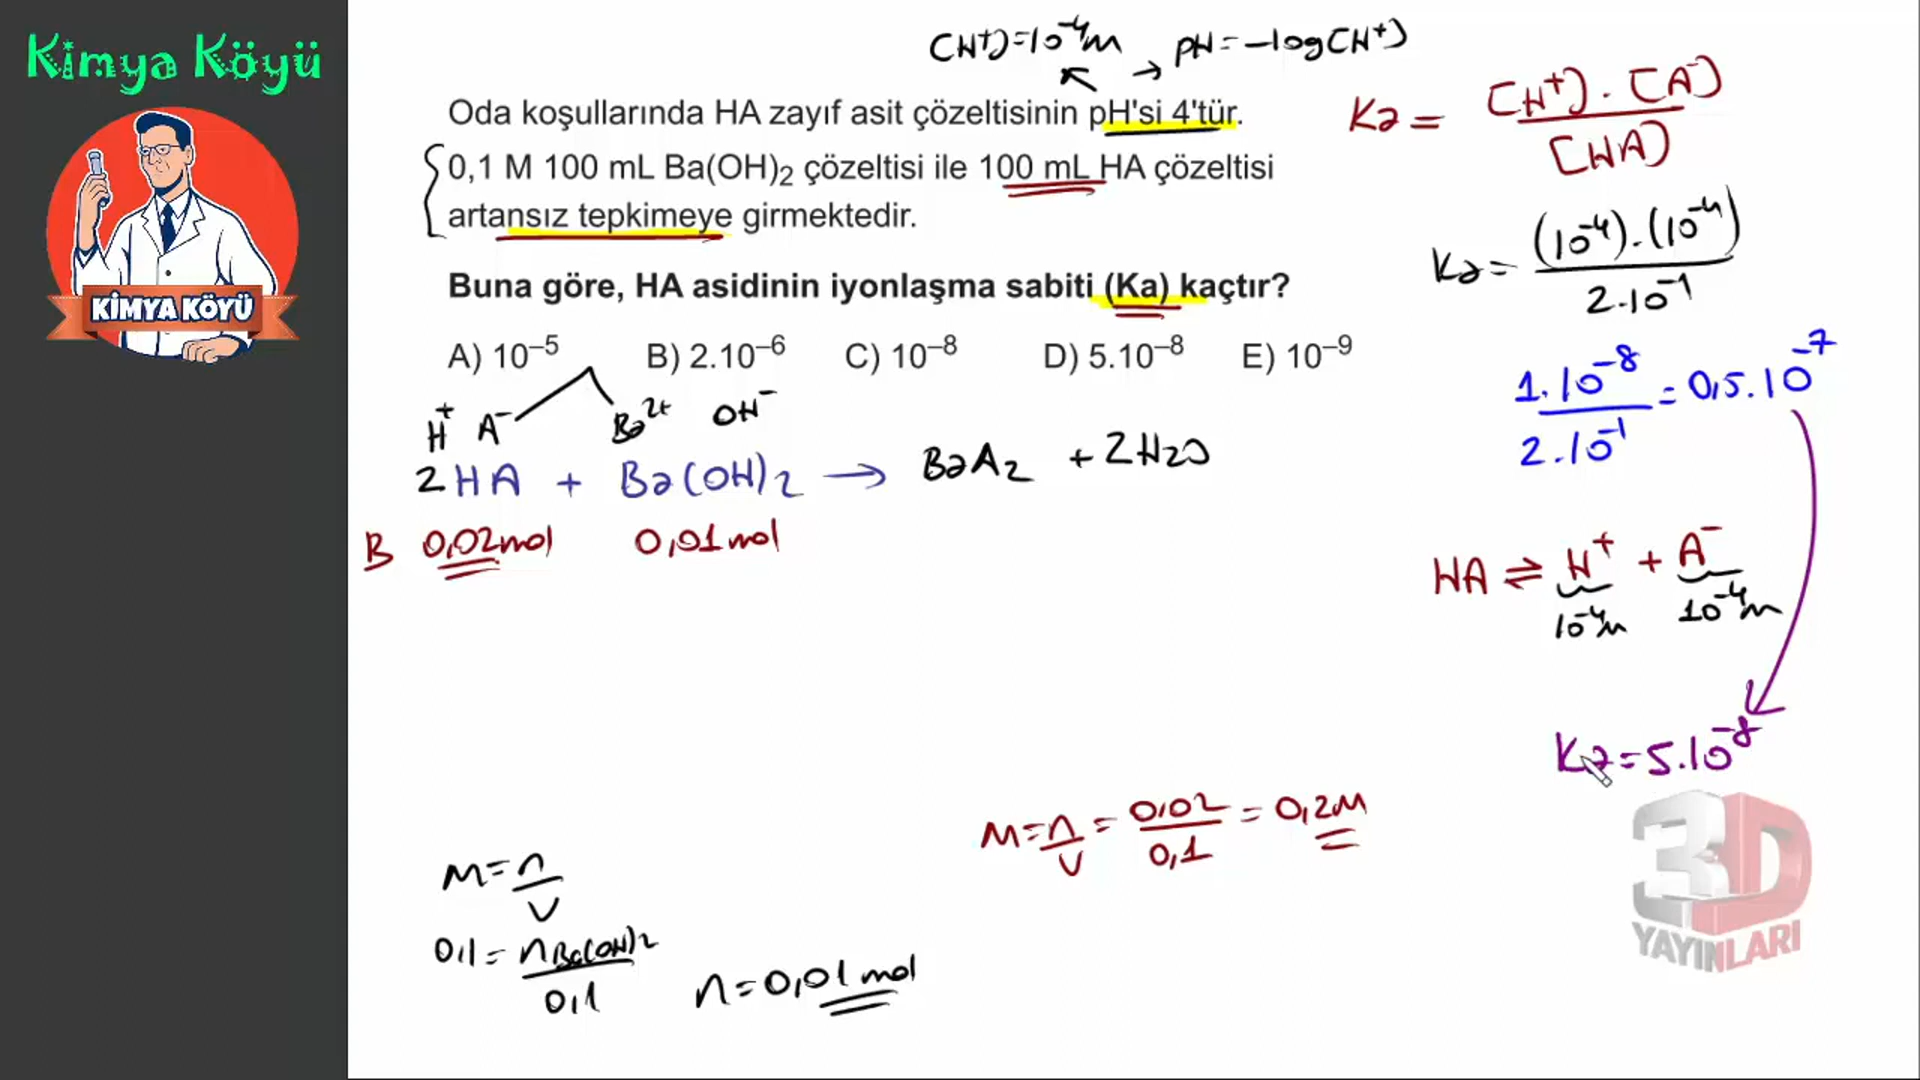 Kimya Köyü
KİMYA KÖYÜ
[H⁺]=10⁻⁴M → pH=-log[H⁺]
Oda koşullarında HA zayıf asit çözeltisinin pH'si 4'tür.
0,1 M 100 mL Ba(OH)₂ çözeltisi ile 100 mL HA çözeltisi
artansız tepkimeye girmektedir.
Buna göre, HA asidinin iyonlaşma sabiti (Ka) kaçtır?
A) 10⁻⁵ B) 2.10⁻⁶ C) 10⁻⁸ D) 5.10⁻⁸ E) 10⁻⁹
H⁺ A⁻ Ba²⁺ OH⁻
2HA + Ba(OH)₂ → BaA₂ + 2H₂O
B 0,02mol 0,01mol
M=n/V
0,1=nBa(OH)₂/0,1
n=0,01mol
M=n/V=0,02/0,1=0,2M
Ka=[H⁺].[A⁻]/[HA]
Ka=(10⁻⁴).(10⁻⁴)/2.10⁻¹
1.10⁻⁸/2.10⁻¹=0,5.10⁻⁷
HA ⇌ H⁺ + A⁻
10⁻⁴M 10⁻⁴M
Ka=5.10⁻⁸
3D
YAYINLARI